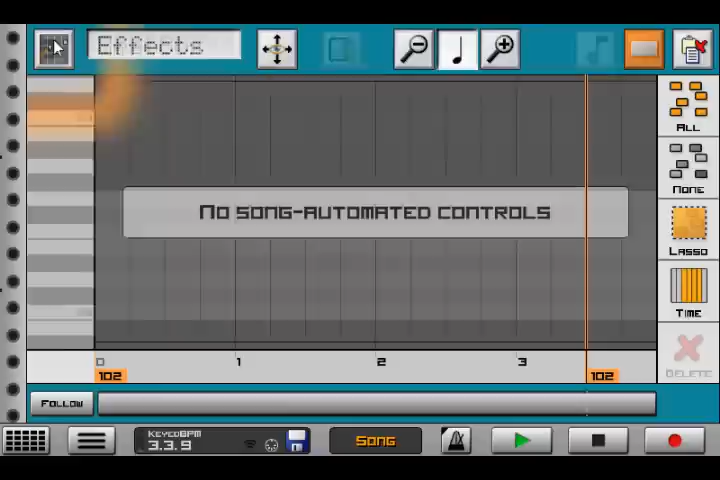 Effects
All
No song-automated controls
None
Lasso
Time
0 1 2 3
102 102
Delete
Follow
KeyedBPM
3.3.9
Song